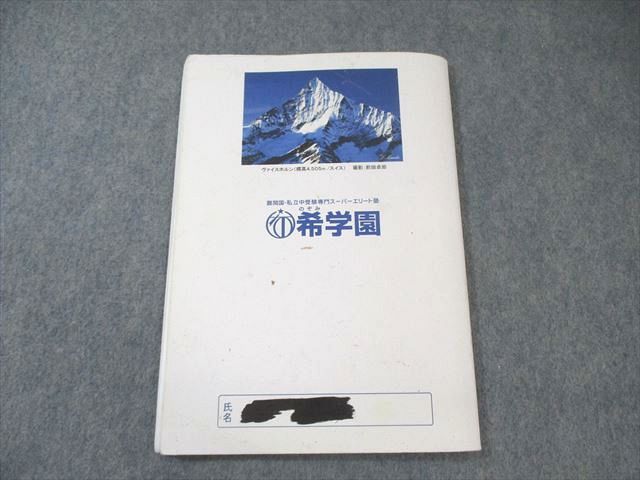 ヴァイスホルン(標高4,505m/スイス) 撮影:前田卓郎
難関国・私立中受験専門スーパーエリート塾
のぞみ
希学園
氏名